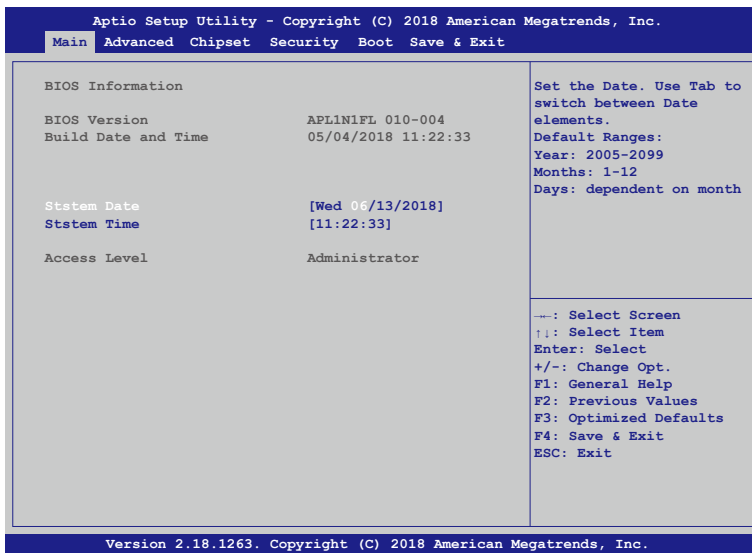 Aptio Setup Utility - Copyright (C) 2018 American Megatrends, Inc.
Main Advanced Chipset Security Boot Save & Exit
BIOS Information
BIOS Version APL1N1FL 010-004
Build Date and Time 05/04/2018 11:22:33
Ststem Date [Wed 06/13/2018]
Ststem Time [11:22:33]
Access Level Administrator
Set the Date. Use Tab to
switch between Date
elements.
Default Ranges:
Year: 2005-2099
Months: 1-12
Days: dependent on month
→←: Select Screen
↑↓: Select Item
Enter: Select
+/-: Change Opt.
F1: General Help
F2: Previous Values
F3: Optimized Defaults
F4: Save & Exit
ESC: Exit
Version 2.18.1263. Copyright (C) 2018 American Megatrends, Inc.